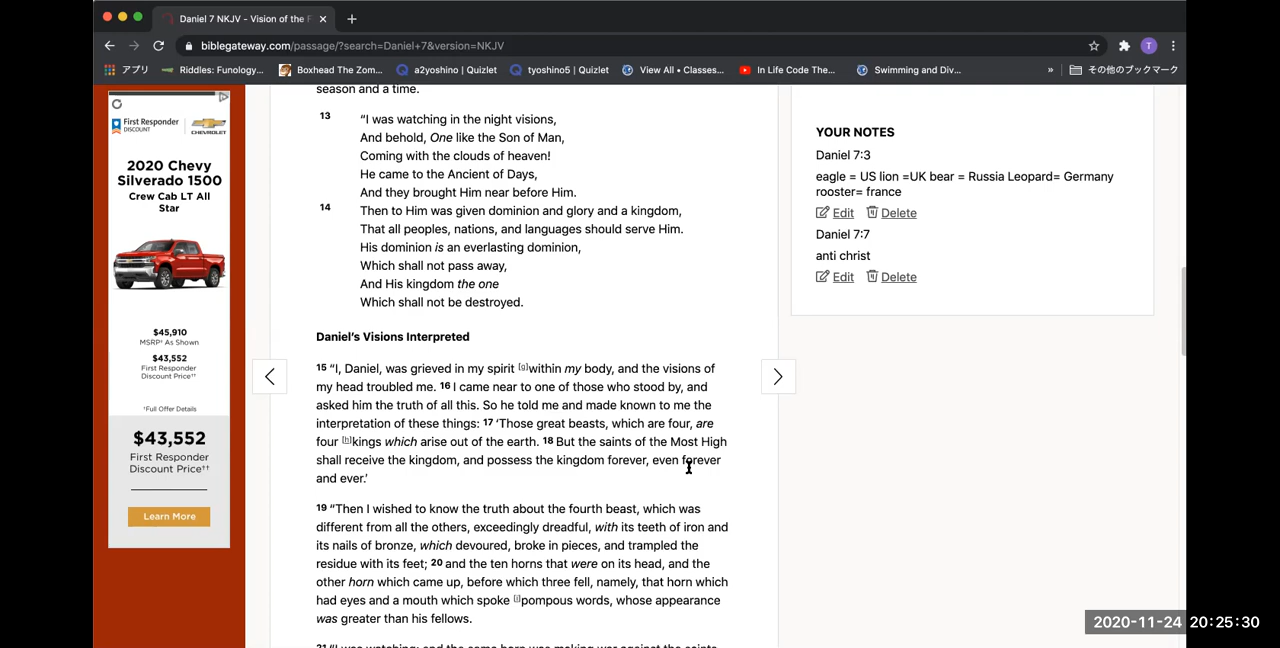 Daniel 7 NKJV - Vision of the F
biblegateway.com/passage/?search=Daniel+7&version=NKJV
アプリ Riddles: Funology... Boxhead The Zom... a2yoshino | Quizlet tyoshino5 | Quizlet View All • Classes... In Life Code The... Swimming and Div... » その他のブックマーク
First Responder
DISCOUNT
CHEVROLET
2020 Chevy
Silverado 1500
Crew Cab LT All
Star
$45,910
MSRP† As Shown
$43,552
First Responder
Discount Price††
†Full Offer Details
$43,552
First Responder
Discount Price††
Learn More
season and a time.
13 “I was watching in the night visions,
And behold, One like the Son of Man,
Coming with the clouds of heaven!
He came to the Ancient of Days,
And they brought Him near before Him.
14 Then to Him was given dominion and glory and a kingdom,
That all peoples, nations, and languages should serve Him.
His dominion is an everlasting dominion,
Which shall not pass away,
And His kingdom the one
Which shall not be destroyed.
Daniel’s Visions Interpreted
15 “I, Daniel, was grieved in my spirit [g]within my body, and the visions of
my head troubled me. 16 I came near to one of those who stood by, and
asked him the truth of all this. So he told me and made known to me the
interpretation of these things: 17 ‘Those great beasts, which are four, are
four [h]kings which arise out of the earth. 18 But the saints of the Most High
shall receive the kingdom, and possess the kingdom forever, even forever
and ever.’
19 “Then I wished to know the truth about the fourth beast, which was
different from all the others, exceedingly dreadful, with its teeth of iron and
its nails of bronze, which devoured, broke in pieces, and trampled the
residue with its feet; 20 and the ten horns that were on its head, and the
other horn which came up, before which three fell, namely, that horn which
had eyes and a mouth which spoke [i]pompous words, whose appearance
was greater than his fellows.
21 “I was watching; and the same horn was making war against the saints,
YOUR NOTES
Daniel 7:3
eagle = US lion =UK bear = Russia Leopard= Germany
rooster= france
Edit Delete
Daniel 7:7
anti christ
Edit Delete
2020-11-24 20:25:30